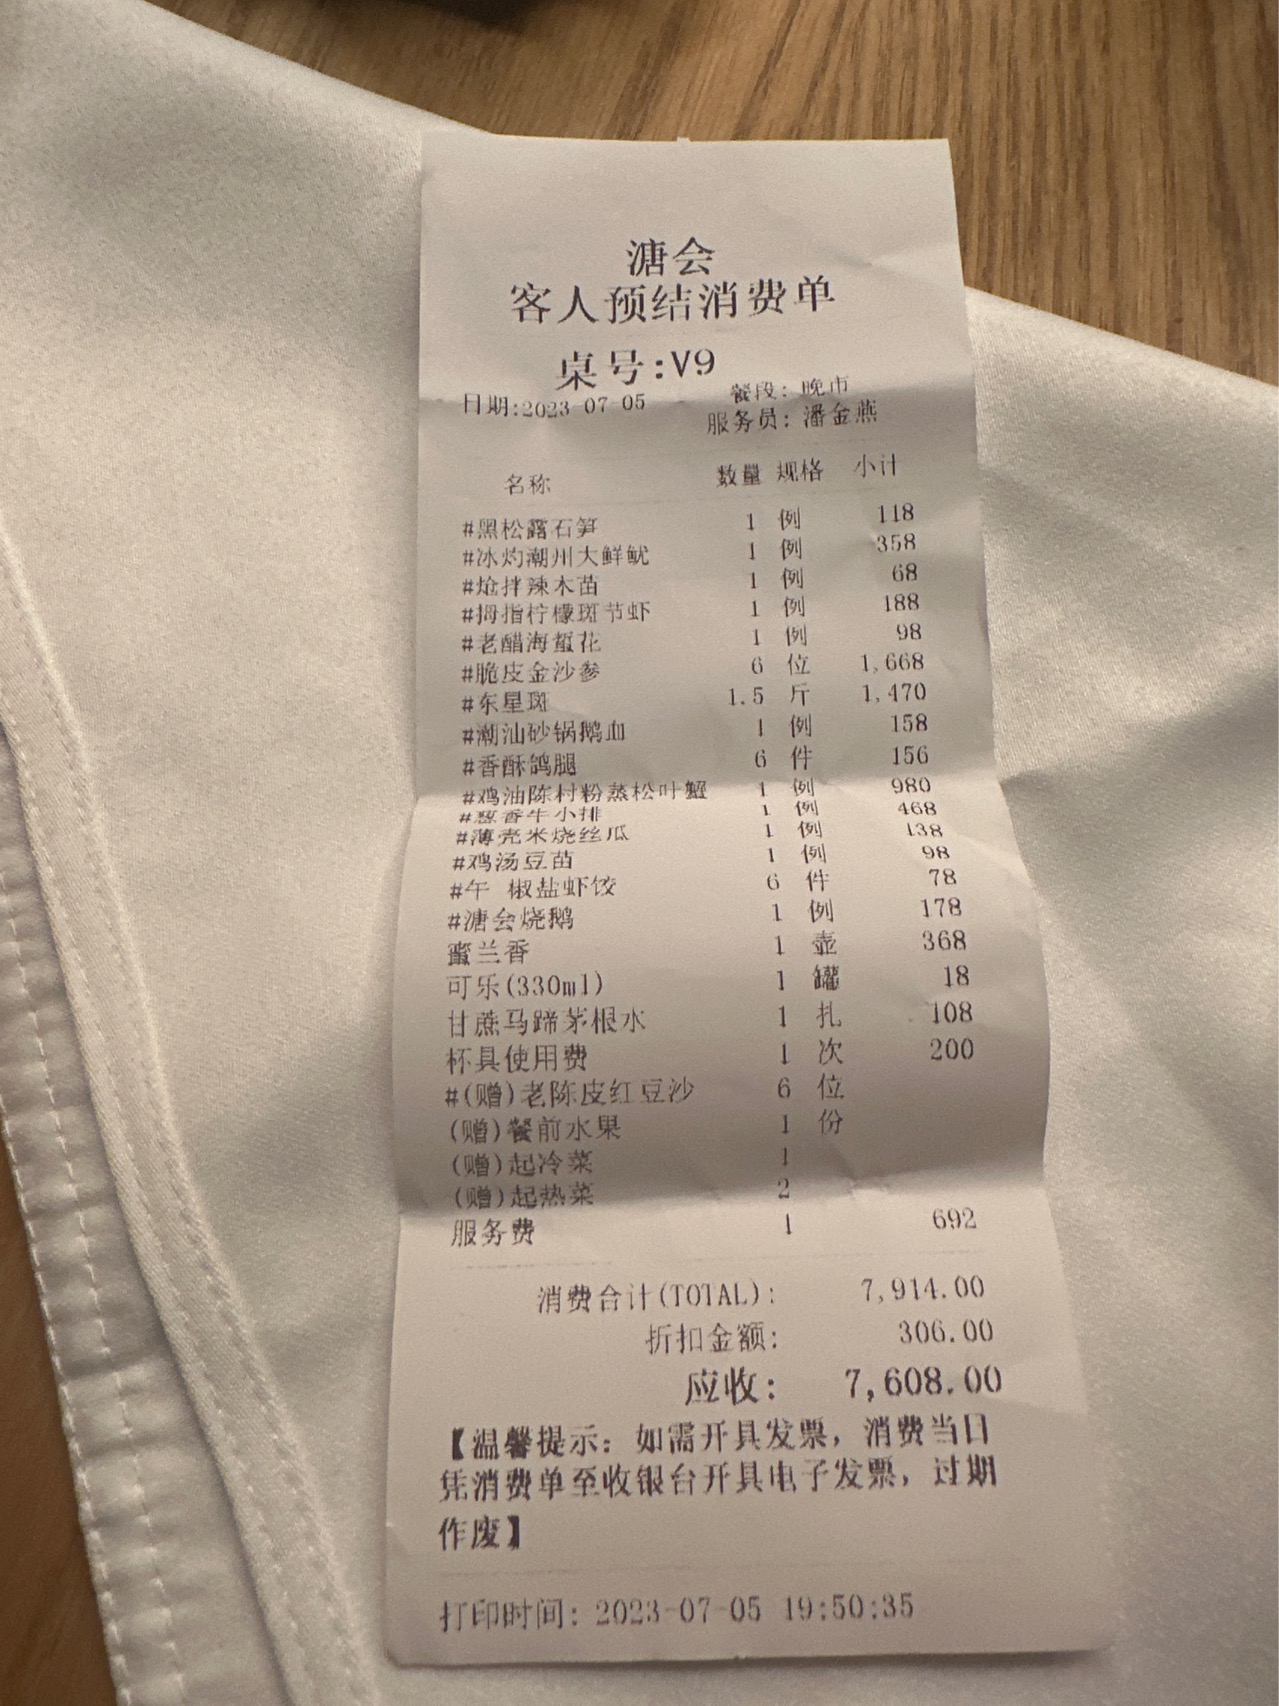 溏会
客人预结消费单
桌号:V9
餐段: 晚市
日期:2023-07-05
服务员: 潘金燕
名称 数量 规格 小计
#黑松露石笋 1 例 118
#冰灼潮州大鲜鱿 1 例 358
#炝拌辣木苗 1 例 68
#拇指柠檬斑节虾 1 例 188
#老醋海蜇花 1 例 98
#脆皮金沙参 6 位 1,668
#东星斑 1.5 斤 1,470
#潮汕砂锅鹅血 1 例 158
#香酥鸽腿 6 件 156
#鸡油陈村粉蒸松叶蟹 1 例 980
#葱香牛小排 1 例 468
#薄壳米烧丝瓜 1 例 138
#鸡汤豆苗 1 例 98
#午 椒盐虾饺 6 件 78
#溏会烧鹅 1 例 178
蜜兰香 1 壶 368
可乐(330ml) 1 罐 18
甘蔗马蹄茅根水 1 扎 108
杯具使用费 1 次 200
#(赠)老陈皮红豆沙 6 位
(赠)餐前水果 1 份
(赠)起冷菜 1
(赠)起热菜 2
服务费 1 692
消费合计(TOTAL): 7,914.00
折扣金额: 306.00
应收: 7,608.00
【温馨提示: 如需开具发票, 消费当日
凭消费单至收银台开具电子发票, 过期
作废】
打印时间: 2023-07-05 19:50:35